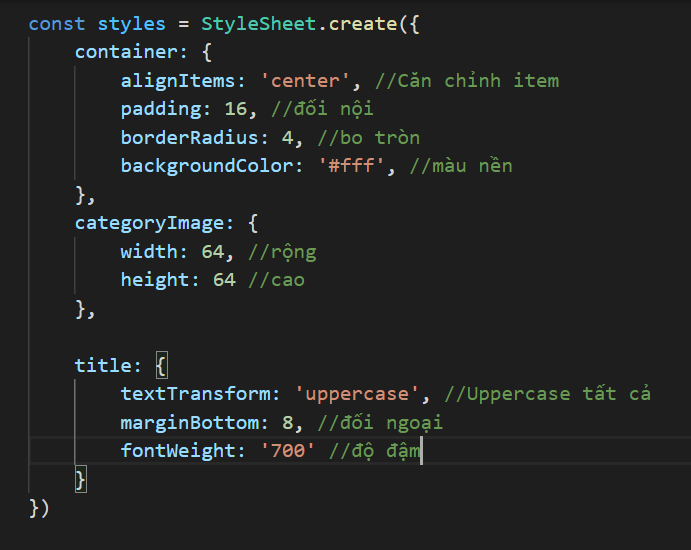 const styles = StyleSheet.create({
    container: {
        alignItems: 'center', //Căn chỉnh item
        padding: 16, //đối nội
        borderRadius: 4, //bo tròn
        backgroundColor: '#fff', //màu nền
    },
    categoryImage: {
        width: 64, //rộng
        height: 64 //cao
    },

    title: {
        textTransform: 'uppercase', //Uppercase tất cả
        marginBottom: 8, //đối ngoại
        fontWeight: '700' //độ đậm
    }
})